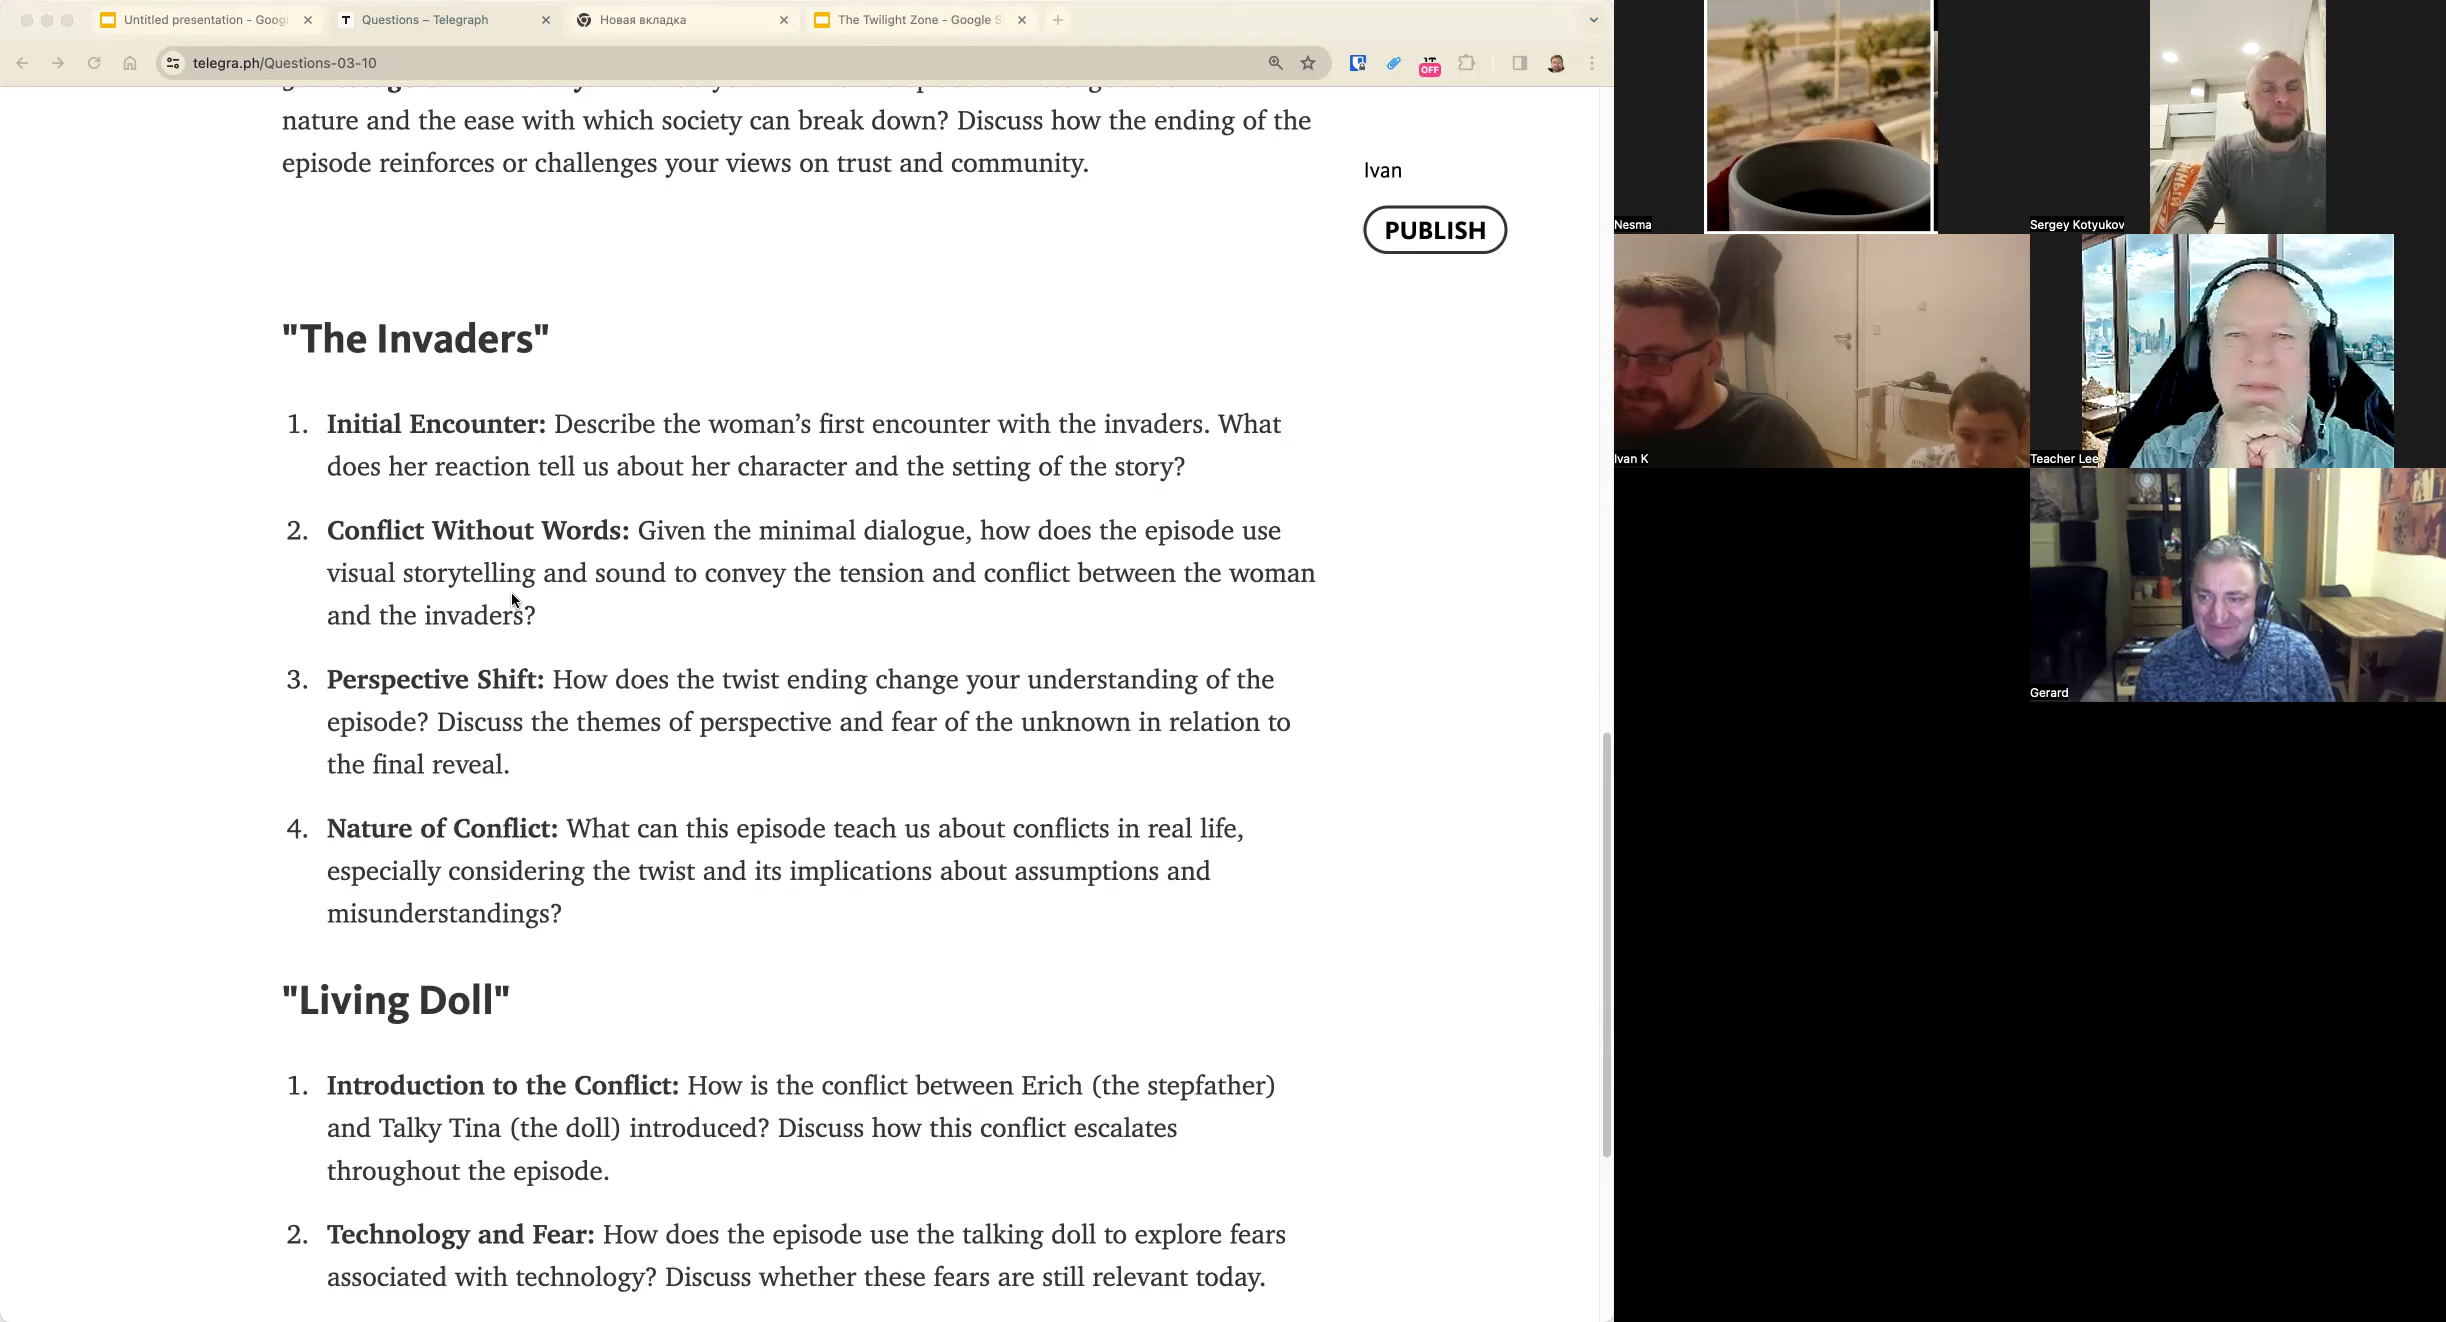 Untitled presentation - Googl
Questions – Telegraph
Новая вкладка
The Twilight Zone - Google S
telegra.ph/Questions-03-10
OFF
nature and the ease with which society can break down? Discuss how the ending of the
episode reinforces or challenges your views on trust and community.
Ivan
PUBLISH
"The Invaders"
1. Initial Encounter: Describe the woman’s first encounter with the invaders. What
does her reaction tell us about her character and the setting of the story?
2. Conflict Without Words: Given the minimal dialogue, how does the episode use
visual storytelling and sound to convey the tension and conflict between the woman
and the invaders?
3. Perspective Shift: How does the twist ending change your understanding of the
episode? Discuss the themes of perspective and fear of the unknown in relation to
the final reveal.
4. Nature of Conflict: What can this episode teach us about conflicts in real life,
especially considering the twist and its implications about assumptions and
misunderstandings?
"Living Doll"
1. Introduction to the Conflict: How is the conflict between Erich (the stepfather)
and Talky Tina (the doll) introduced? Discuss how this conflict escalates
throughout the episode.
2. Technology and Fear: How does the episode use the talking doll to explore fears
associated with technology? Discuss whether these fears are still relevant today.
Nesma
Sergey Kotyukov
Ivan K
Teacher Lee
Gerard